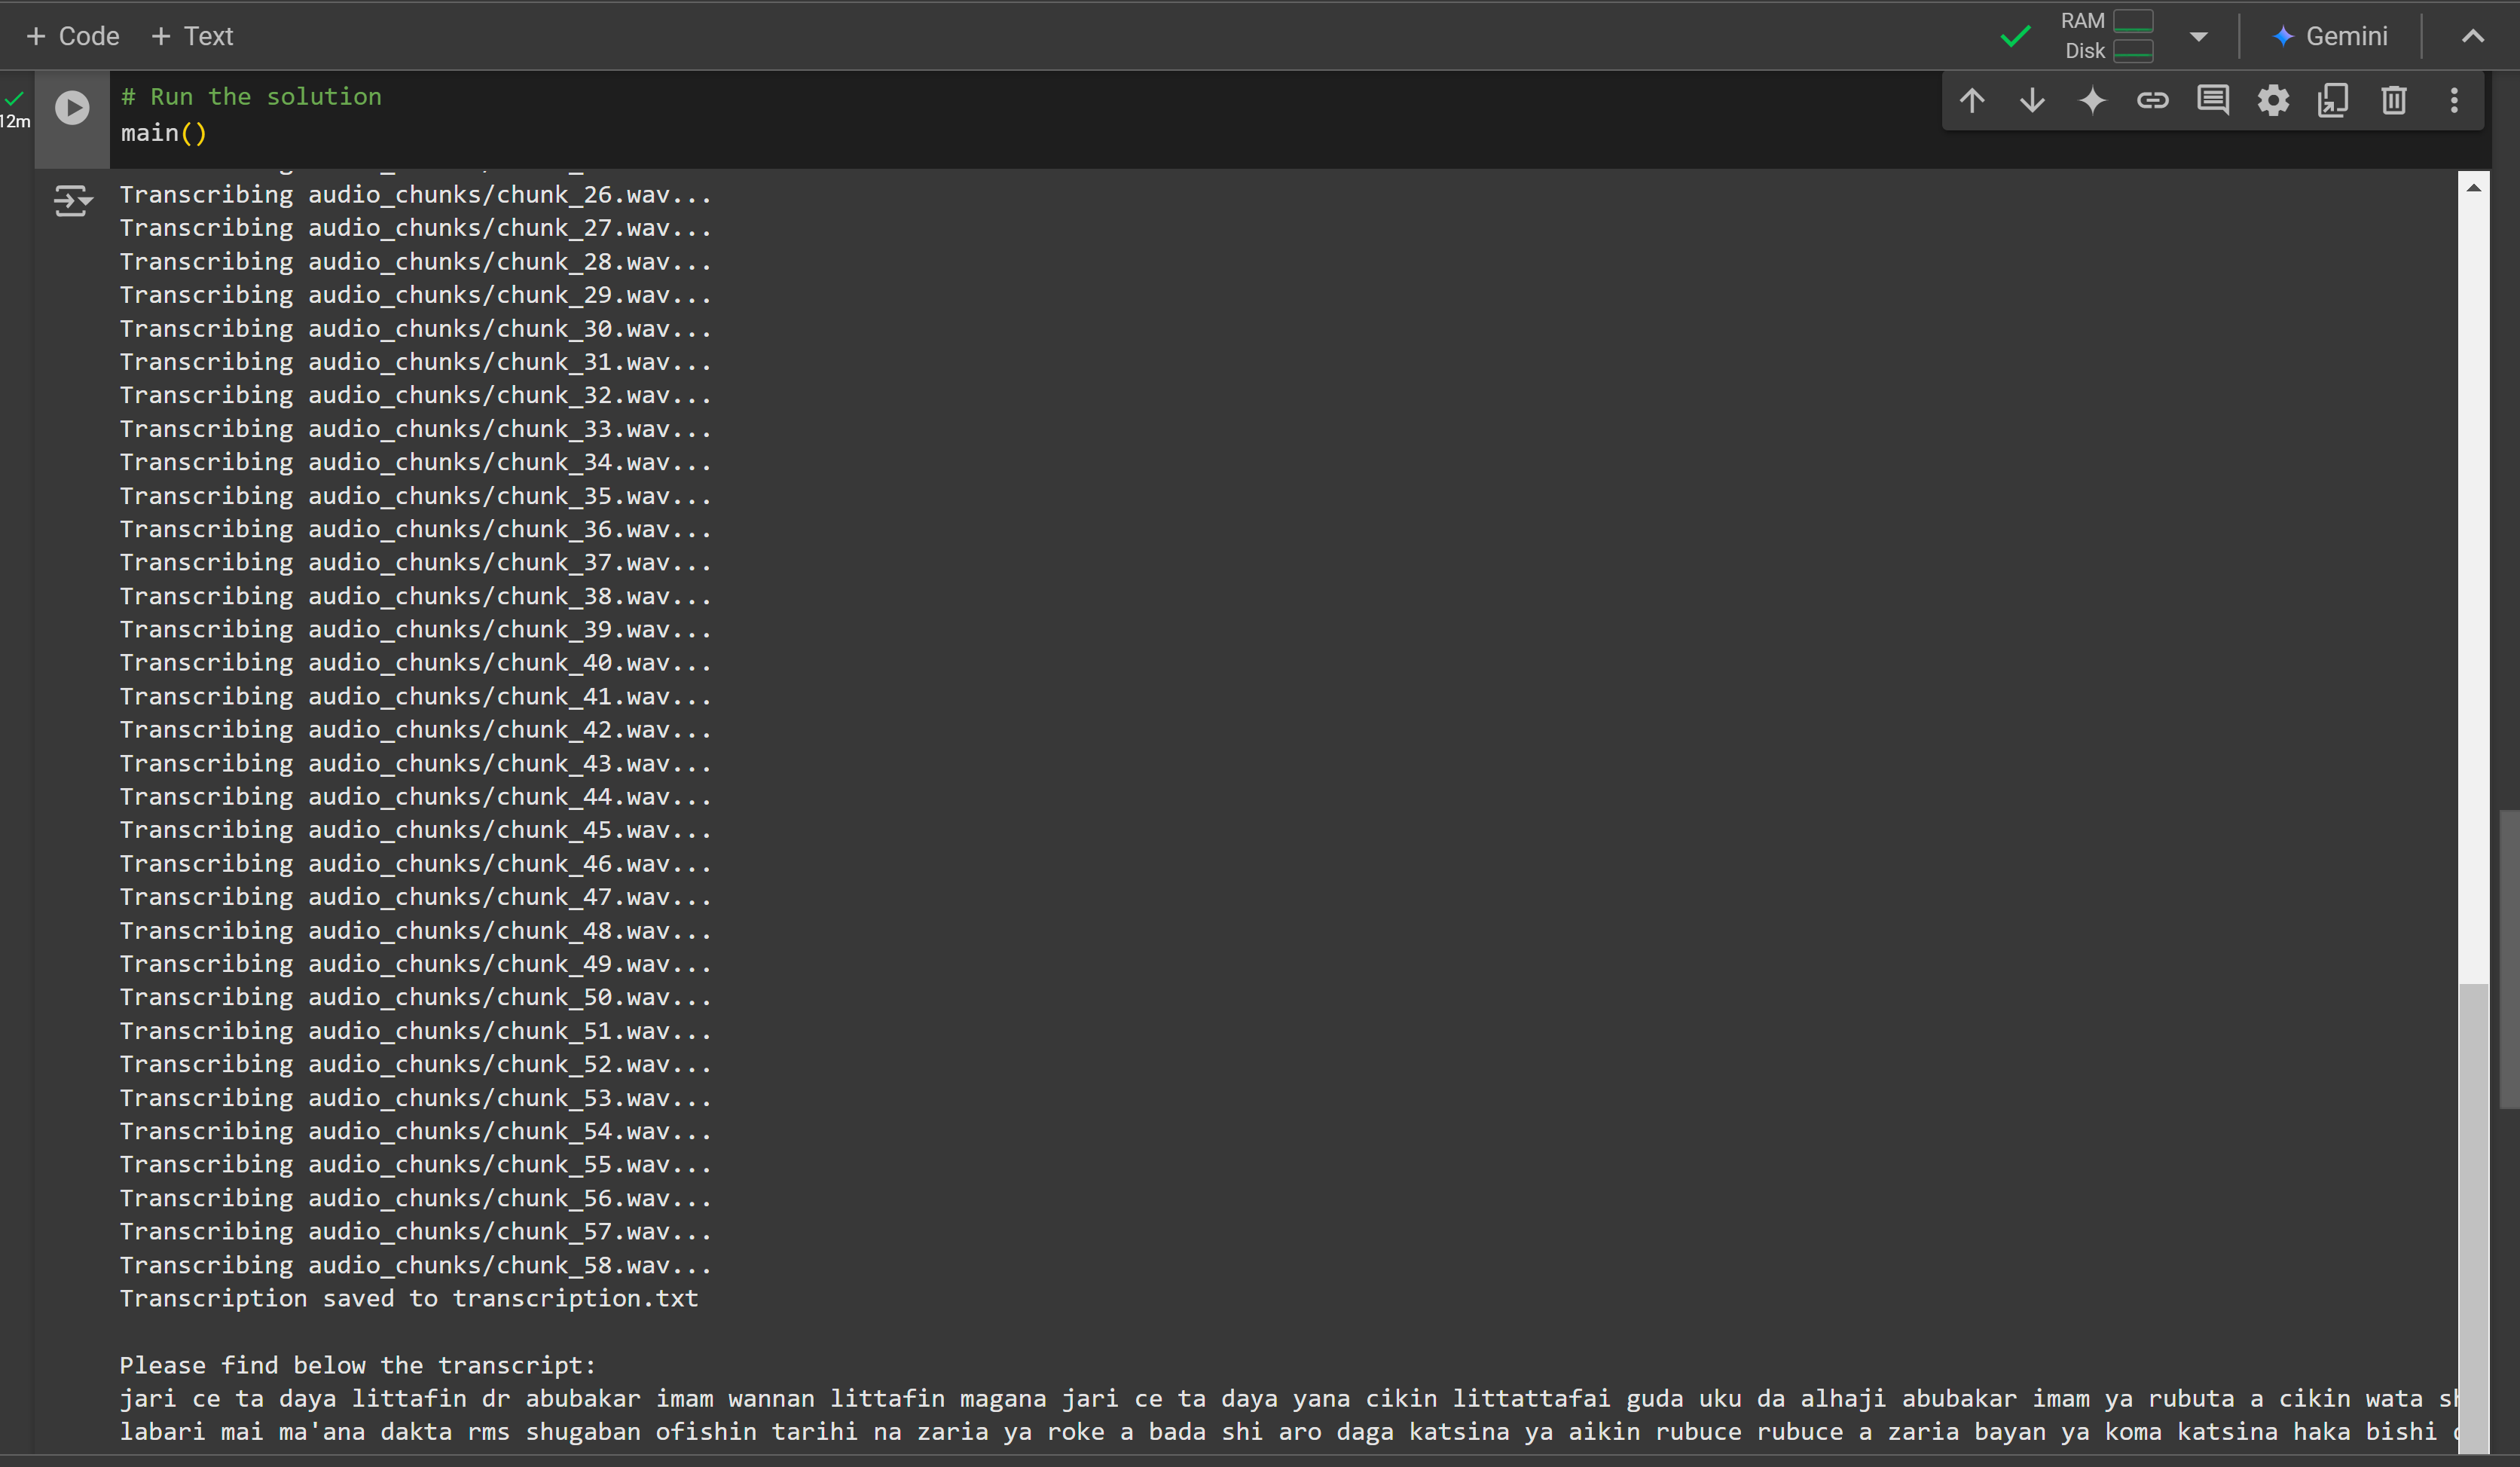 + Code + Text
RAM
Disk
Gemini
12m
# Run the solution
main()
Transcribing audio_chunks/chunk_26.wav...
Transcribing audio_chunks/chunk_27.wav...
Transcribing audio_chunks/chunk_28.wav...
Transcribing audio_chunks/chunk_29.wav...
Transcribing audio_chunks/chunk_30.wav...
Transcribing audio_chunks/chunk_31.wav...
Transcribing audio_chunks/chunk_32.wav...
Transcribing audio_chunks/chunk_33.wav...
Transcribing audio_chunks/chunk_34.wav...
Transcribing audio_chunks/chunk_35.wav...
Transcribing audio_chunks/chunk_36.wav...
Transcribing audio_chunks/chunk_37.wav...
Transcribing audio_chunks/chunk_38.wav...
Transcribing audio_chunks/chunk_39.wav...
Transcribing audio_chunks/chunk_40.wav...
Transcribing audio_chunks/chunk_41.wav...
Transcribing audio_chunks/chunk_42.wav...
Transcribing audio_chunks/chunk_43.wav...
Transcribing audio_chunks/chunk_44.wav...
Transcribing audio_chunks/chunk_45.wav...
Transcribing audio_chunks/chunk_46.wav...
Transcribing audio_chunks/chunk_47.wav...
Transcribing audio_chunks/chunk_48.wav...
Transcribing audio_chunks/chunk_49.wav...
Transcribing audio_chunks/chunk_50.wav...
Transcribing audio_chunks/chunk_51.wav...
Transcribing audio_chunks/chunk_52.wav...
Transcribing audio_chunks/chunk_53.wav...
Transcribing audio_chunks/chunk_54.wav...
Transcribing audio_chunks/chunk_55.wav...
Transcribing audio_chunks/chunk_56.wav...
Transcribing audio_chunks/chunk_57.wav...
Transcribing audio_chunks/chunk_58.wav...
Transcription saved to transcription.txt
Please find below the transcript:
jari ce ta daya littafin dr abubakar imam wannan littafin magana jari ce ta daya yana cikin littattafai guda uku da alhaji abubakar imam ya rubuta a cikin wata
labari mai ma'ana dakta rms shugaban ofishin tarihi na zaria ya roke a bada shi aro daga katsina ya aikin rubuce rubuce a zaria bayan ya koma katsina haka bishi